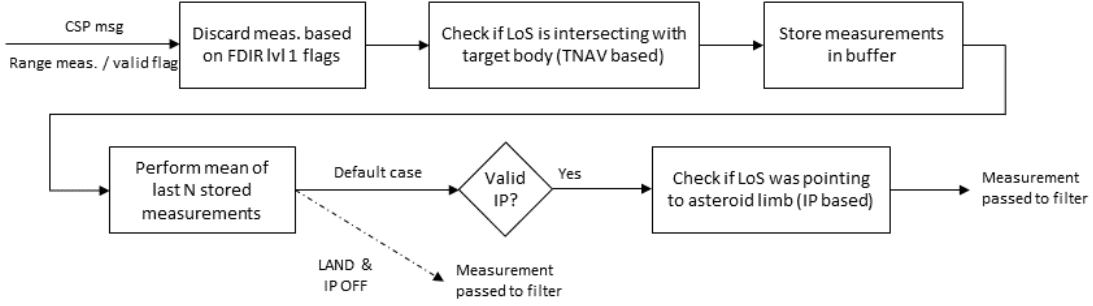 CSP msg
Range meas. / valid flag
Discard meas. based
on FDIR lvl 1 flags
Check if LoS is intersecting with
target body (TNAV based)
Store measurements
in buffer
Perform mean of
last N stored
measurements
Default case
Valid
IP?
Yes
Check if LoS was pointing
to asteroid limb (IP based)
Measurement
passed to filter
LAND &
IP OFF
Measurement
passed to filter